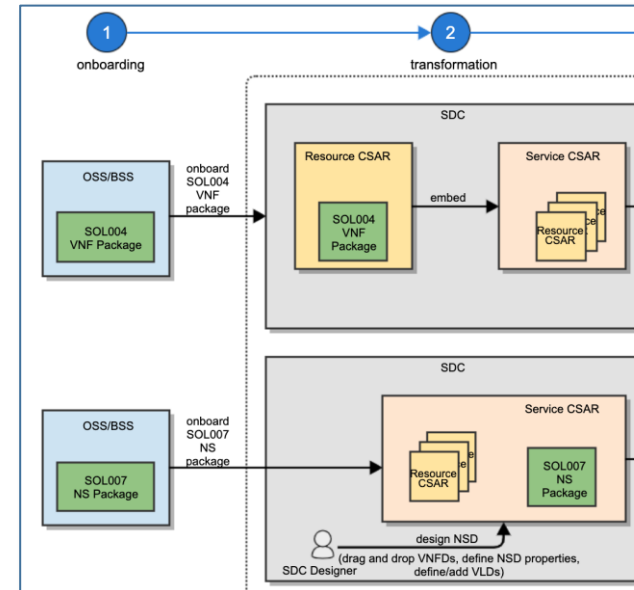 1
2
onboarding
transformation
SDC
OSS/BSS
SOL004
VNF Package
onboard
SOL004
VNF
package
Resource CSAR
SOL004
VNF
Package
embed
Service CSAR
Resource
CSAR
SDC
OSS/BSS
SOL007
NS Package
onboard
SOL007
NS
package
Service CSAR
Resource
CSAR
SOL007
NS
Package
design NSD
(drag and drop VNFDs, define NSD properties,
define/add VLDs)
SDC Designer